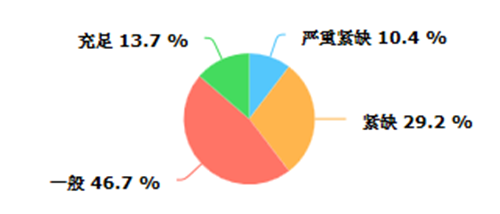 严重紧缺 10.4 %
充足 13.7 %
紧缺 29.2 %
一般 46.7 %